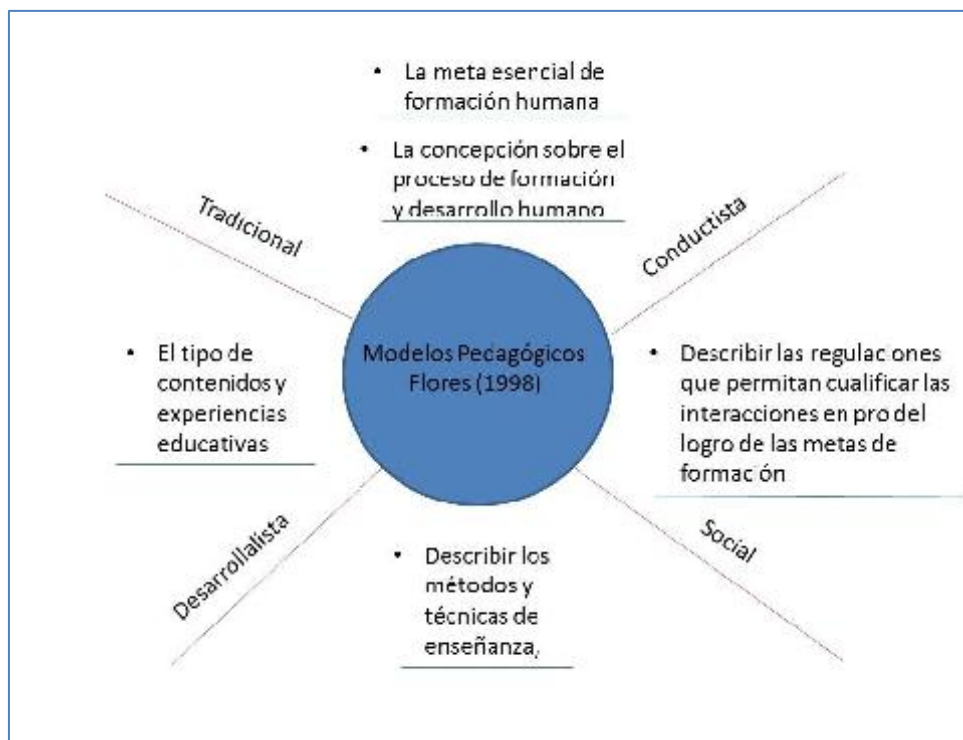 • La meta esencial de
formación humana
• La concepción sobre el
proceso de formación
y desarrollo humano
Tradicional
Conductista
• El tipo de
contenidos y
experiencias
educativas
Modelos Pedagógicos
Flores (1998)
• Describir las regulaciones
que permitan cualificar las
interacciones en pro del
logro de las metas de
formación
Desarrollalista
• Describir los
métodos y
técnicas de
enseñanza,
Social